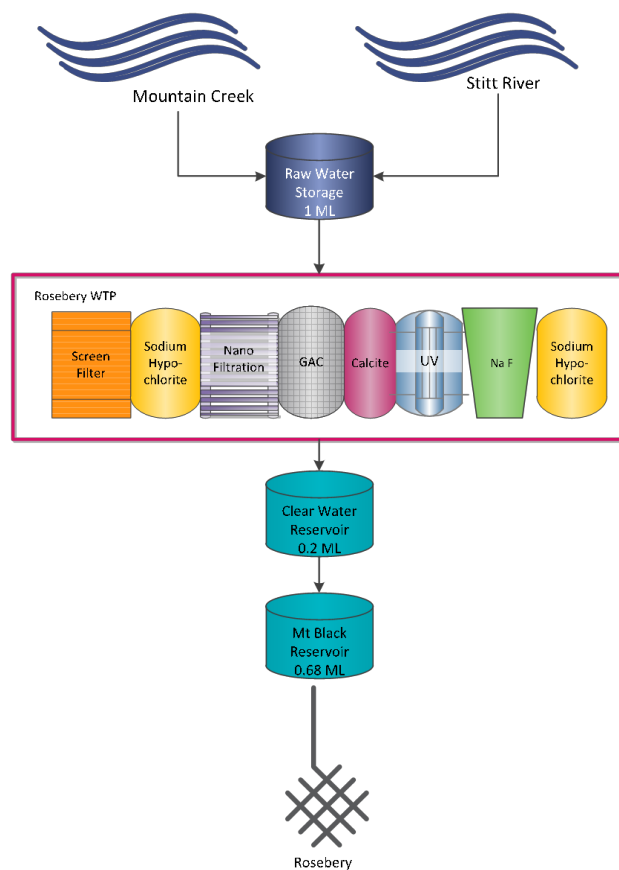 Mountain Creek
Stitt River
Raw Water
Storage
1 ML
Rosebery WTP
Screen
Filter
Sodium
Hypo-
chlorite
Nano
Filtration
GAC
Calcite
UV
Na F
Sodium
Hypo-
chlorite
Clear Water
Reservoir
0.2 ML
Mt Black
Reservoir
0.68 ML
Rosebery